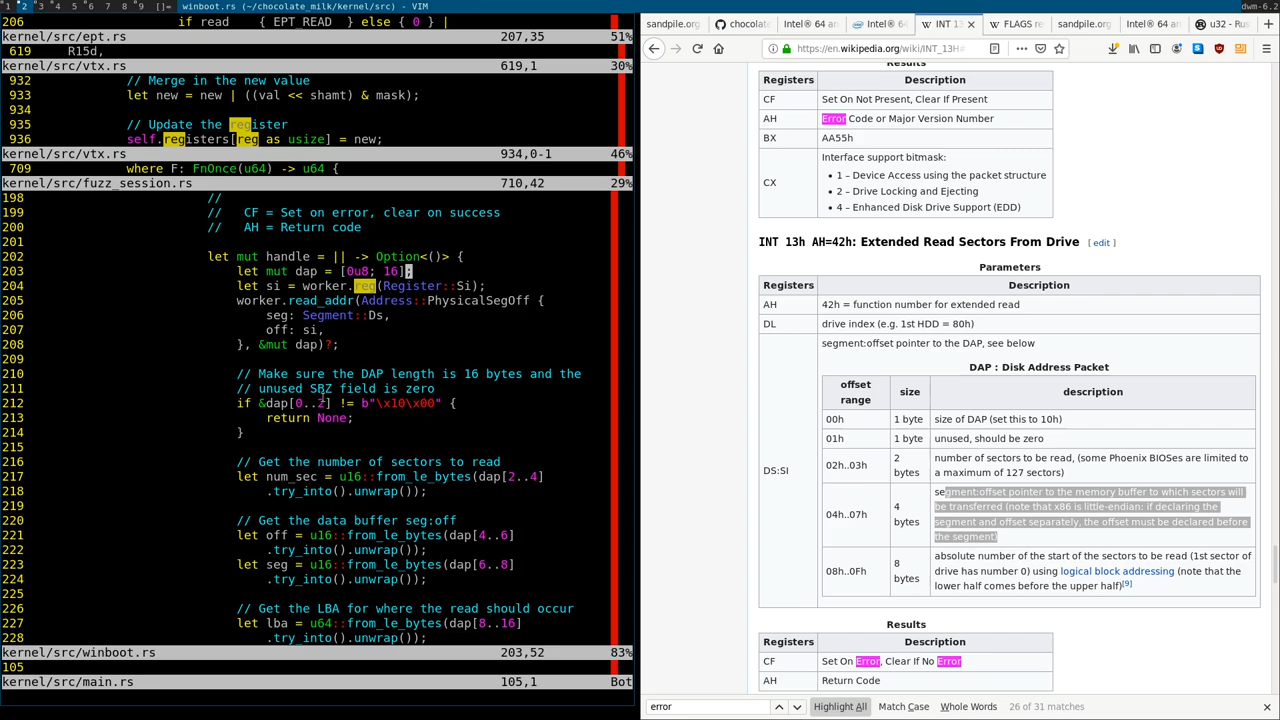 1 2 3 4 5 6 7 8 9 []= winboot.rs (~/chocolate_milk/kernel/src) - VIM
dwm-6.2
206 if read { EPT_READ } else { 0 } |
kernel/src/ept.rs 207,35 51%
619 R15d,
kernel/src/vtx.rs 619,1 30%
932 // Merge in the new value
933 let new = new | ((val << shamt) & mask);
934
935 // Update the register
936 self.registers[reg as usize] = new;
kernel/src/vtx.rs 934,0-1 46%
709 where F: FnOnce(u64) -> u64 {
kernel/src/fuzz_session.rs 710,42 29%
198 //
199 // CF = Set on error, clear on success
200 // AH = Return code
201
202 let mut handle = || -> Option<()> {
203 let mut dap = [0u8; 16];
204 let si = worker.reg(Register::Si);
205 worker.read_addr(Address::PhysicalSegOff {
206 seg: Segment::Ds,
207 off: si,
208 }, &mut dap)?;
209
210 // Make sure the DAP length is 16 bytes and the
211 // unused SBZ field is zero
212 if &dap[0..2] != b"\x10\x00" {
213 return None;
214 }
215
216 // Get the number of sectors to read
217 let num_sec = u16::from_le_bytes(dap[2..4]
218 .try_into().unwrap());
219
220 // Get the data buffer seg:off
221 let off = u16::from_le_bytes(dap[4..6]
222 .try_into().unwrap());
223 let seg = u16::from_le_bytes(dap[6..8]
224 .try_into().unwrap());
225
226 // Get the LBA for where the read should occur
227 let lba = u64::from_le_bytes(dap[8..16]
228 .try_into().unwrap());
kernel/src/winboot.rs 203,52 83%
105
kernel/src/main.rs 105,1 Bot
sandpile.org chocolate Intel® 64 an Intel® 64 W INT 13 W FLAGS re sandpile.org Intel® 64 an u32 - Rus
https://en.wikipedia.org/wiki/INT_13H
Results
Registers Description
CF Set On Not Present, Clear If Present
AH Error Code or Major Version Number
BX AA55h
CX Interface support bitmask:
• 1 – Device Access using the packet structure
• 2 – Drive Locking and Ejecting
• 4 – Enhanced Disk Drive Support (EDD)
INT 13h AH=42h: Extended Read Sectors From Drive [ edit ]
Parameters
Registers Description
AH 42h = function number for extended read
DL drive index (e.g. 1st HDD = 80h)
DS:SI segment:offset pointer to the DAP, see below
DAP : Disk Address Packet
offset range size description
00h 1 byte size of DAP (set this to 10h)
01h 1 byte unused, should be zero
02h..03h 2 bytes number of sectors to be read, (some Phoenix BIOSes are limited to
a maximum of 127 sectors)
04h..07h 4 bytes segment:offset pointer to the memory buffer to which sectors will
be transferred (note that x86 is little-endian: if declaring the
segment and offset separately, the offset must be declared before
the segment)
08h..0Fh 8 bytes absolute number of the start of the sectors to be read (1st sector of
drive has number 0) using logical block addressing (note that the
lower half comes before the upper half)[9]
Results
Registers Description
CF Set On Error, Clear If No Error
AH Return Code
error Highlight All Match Case Whole Words 26 of 31 matches